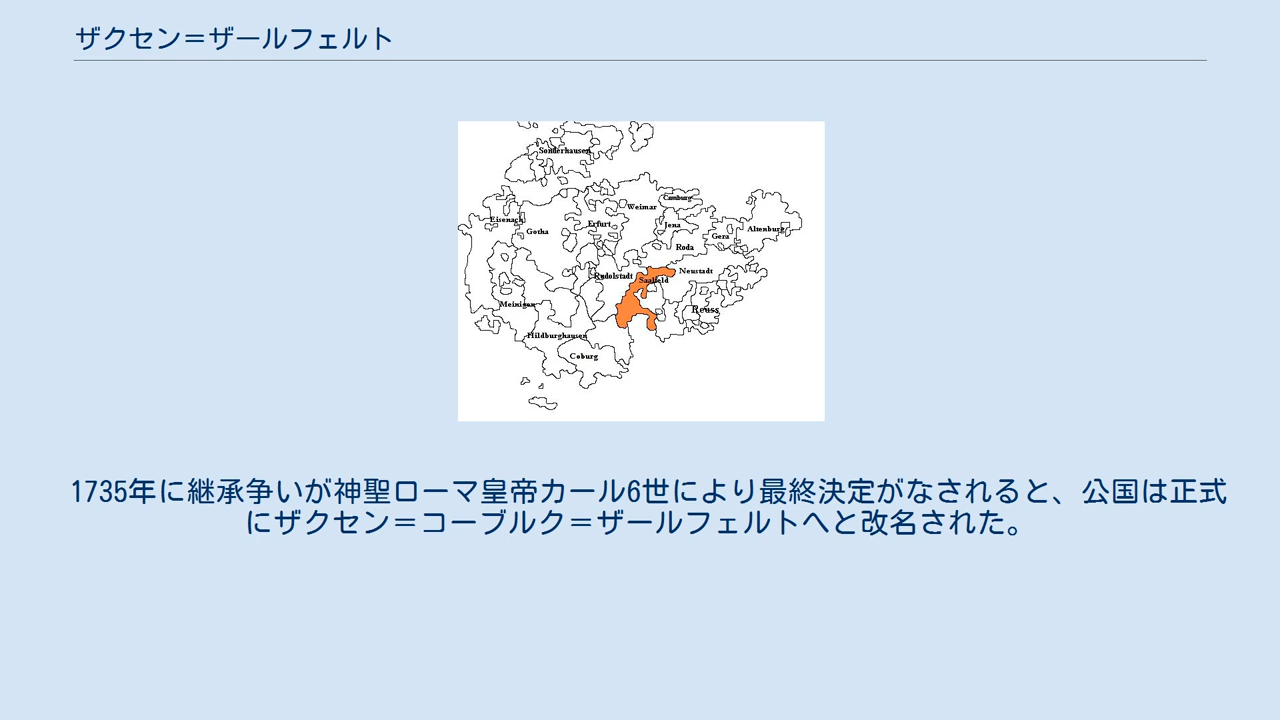 ザクセン＝ザールフェルト
Sonderhausen
Camburg
Weimar
Eisenach
Erfurt
Jena
Altenburg
Gotha
Gera
Roda
Neustadt
Rudolstadt
Saalfeld
Meinigen
Reuss
Hildburghausen
Coburg
1735年に継承争いが神聖ローマ皇帝カール6世により最終決定がなされると、公国は正式
にザクセン＝コーブルク＝ザールフェルトへと改名された。